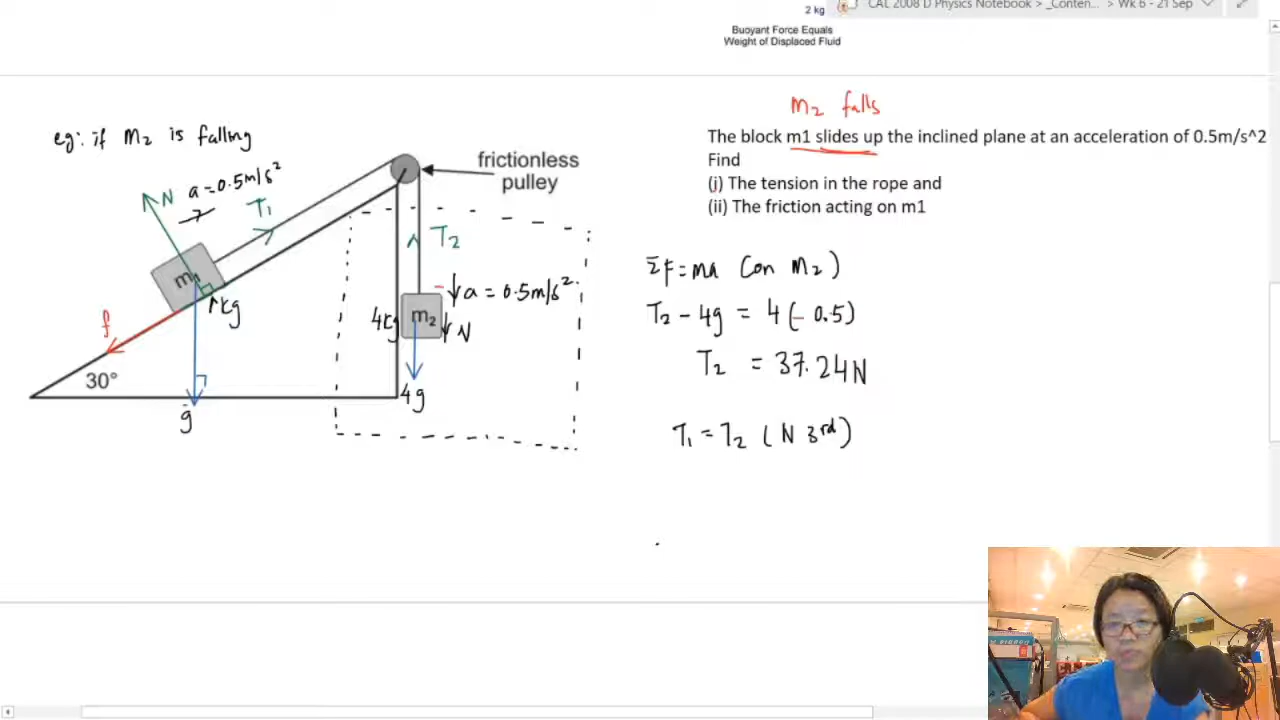 2 kg
CAL 2008 D Physics Notebook > _Conten... > Wk 6 - 21 Sep
Buoyant Force Equals
Weight of Displaced Fluid
M2 falls
eg: if M2 is falling
The block m1 slides up the inclined plane at an acceleration of 0.5m/s^2
Find
(i) The tension in the rope and
(ii) The friction acting on m1
frictionless
pulley
N
a = 0.5m/s²
T1
T2
m1
1kg
a = 0.5m/s²
4kg
m2
N
f
30°
4g
g
ΣF = ma (on M2)
T2 - 4g = 4(-0.5)
T2 = 37.24N
T1 = T2 (N 3rd)